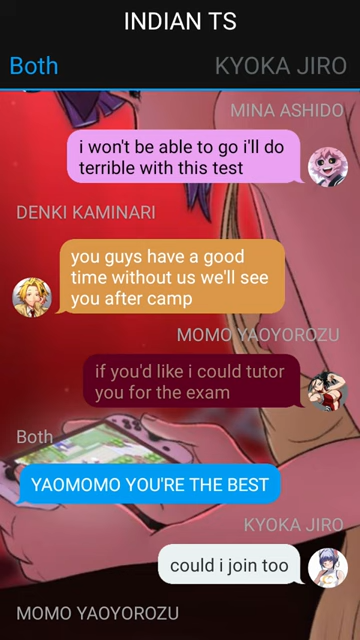 INDIAN TS
Both
KYOKA JIRO
MINA ASHIDO
i won't be able to go i'll do
terrible with this test
DENKI KAMINARI
you guys have a good
time without us we'll see
you after camp
MOMO YAOYOROZU
if you'd like i could tutor
you for the exam
Both
YAOMOMO YOU'RE THE BEST
KYOKA JIRO
could i join too
MOMO YAOYOROZU